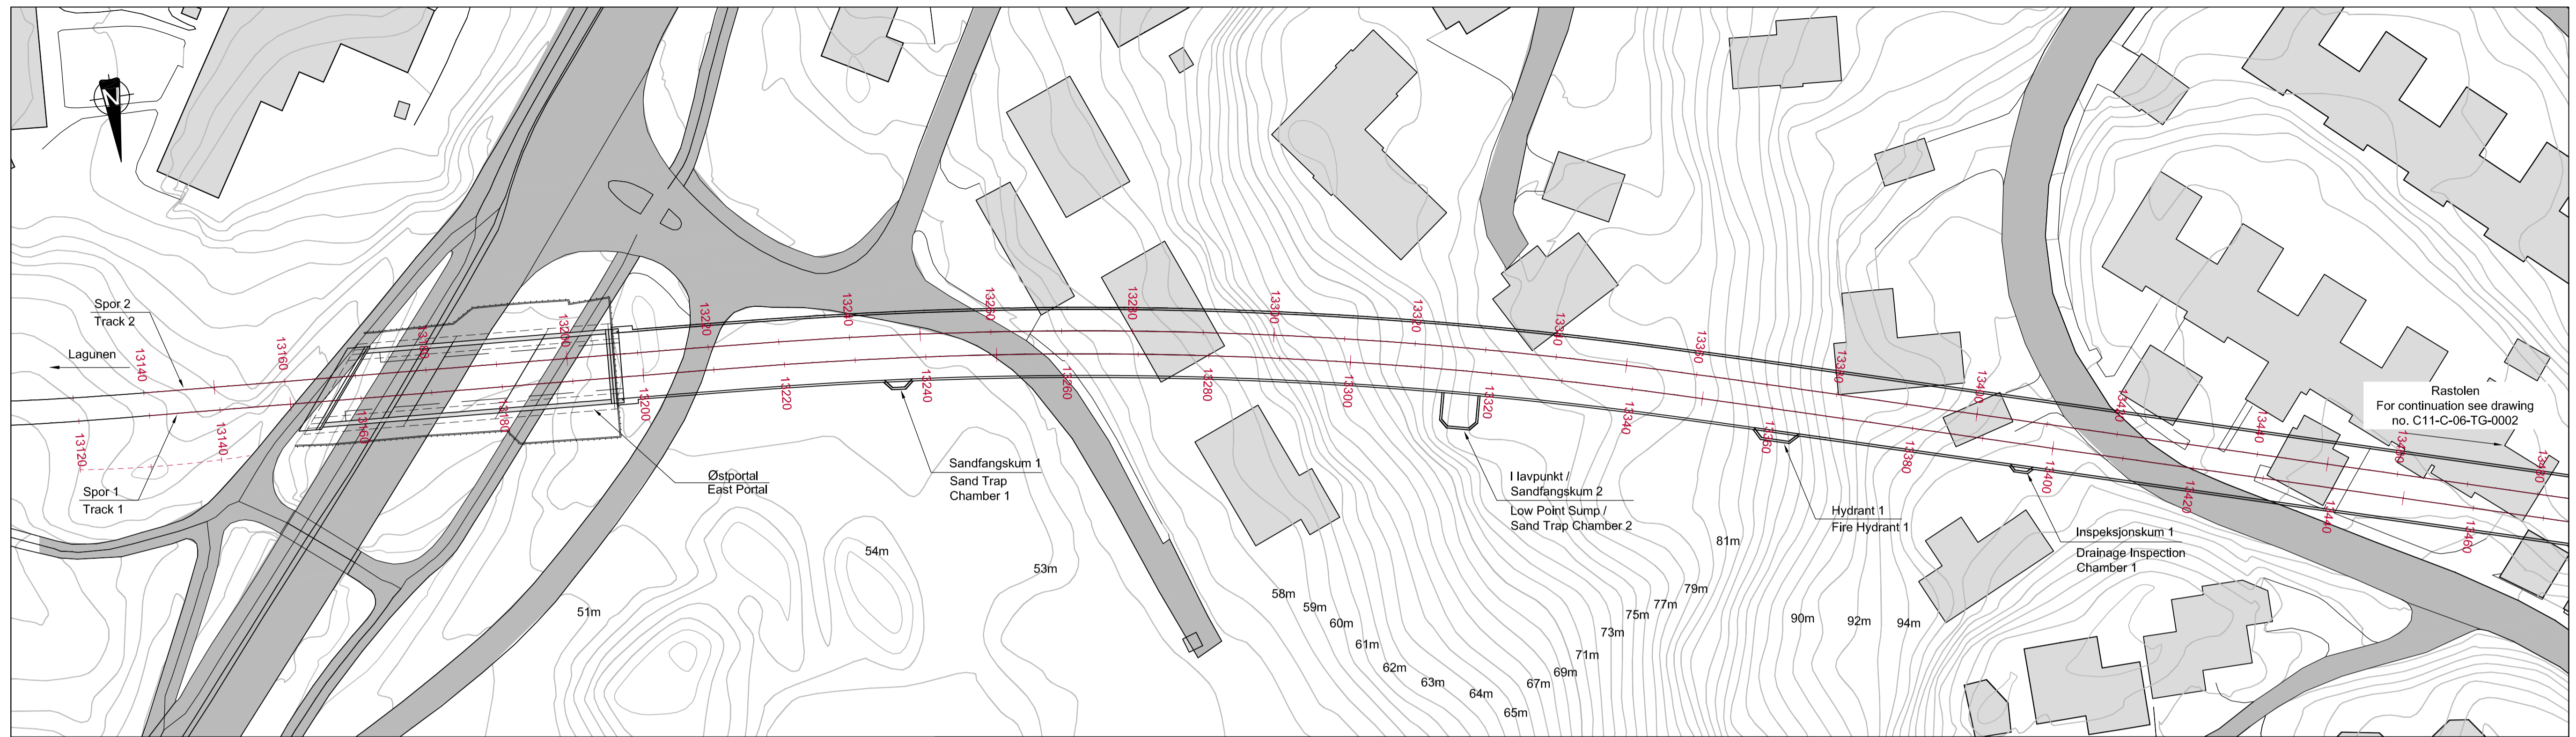 N
Spor 2
Track 2
Lagunen
Spor 1
Track 1
13140
13160
13180
13200
13220
13240
13260
13280
13300
13320
13340
13360
13380
13400
13420
13440
13460
13480
13120
13140
13160
13180
13200
13220
13240
13260
13280
13300
13320
13340
13360
13380
13400
13420
13440
13460
Østportal
East Portal
Sandfangskum 1
Sand Trap
Chamber 1
lavpunkt /
Sandfangskum 2
Low Point Sump /
Sand Trap Chamber 2
Hydrant 1
Fire Hydrant 1
Inspeksjonskum 1
Drainage Inspection
Chamber 1
Rastolen
For continuation see drawing
no. C11-C-06-TG-0002
51m
54m
53m
58m
59m
60m
61m
62m
63m
64m
65m
67m
69m
71m
73m
75m
77m
79m
81m
90m
92m
94m